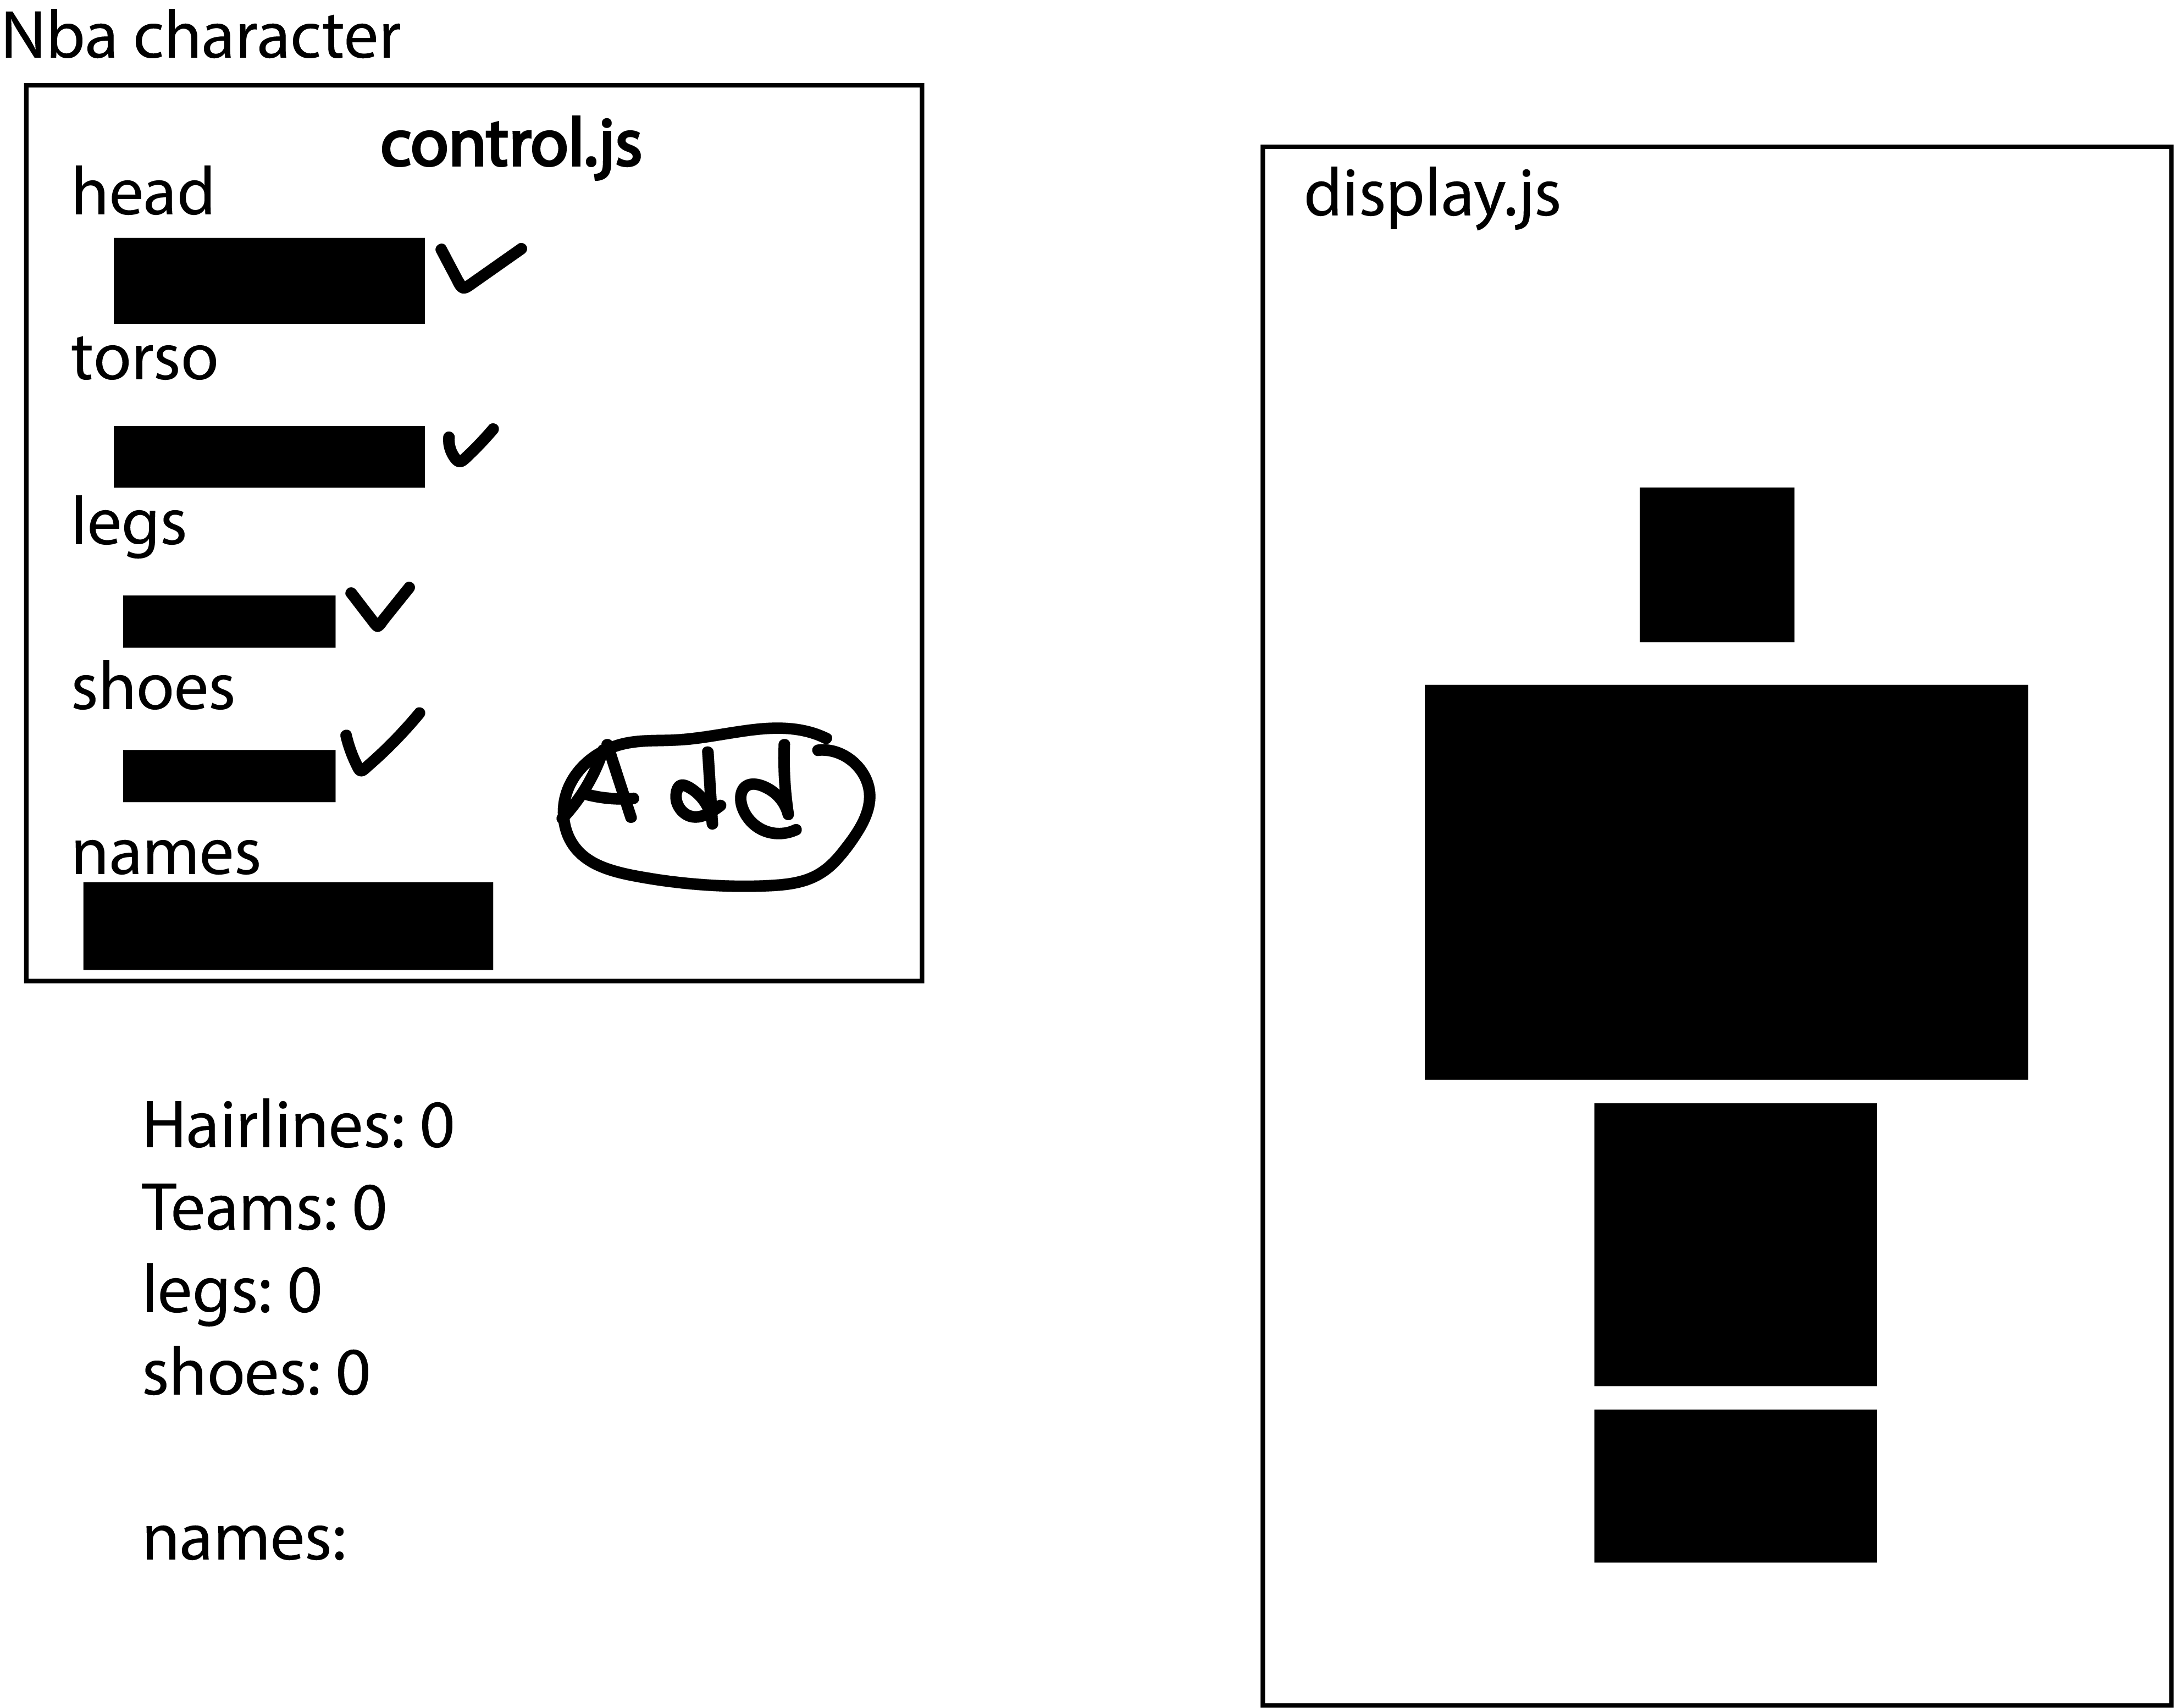 Nba character
control.js
head
torso
legs
shoes
Add
names
Hairlines: 0
Teams: 0
legs: 0
shoes: 0
names:
display.js